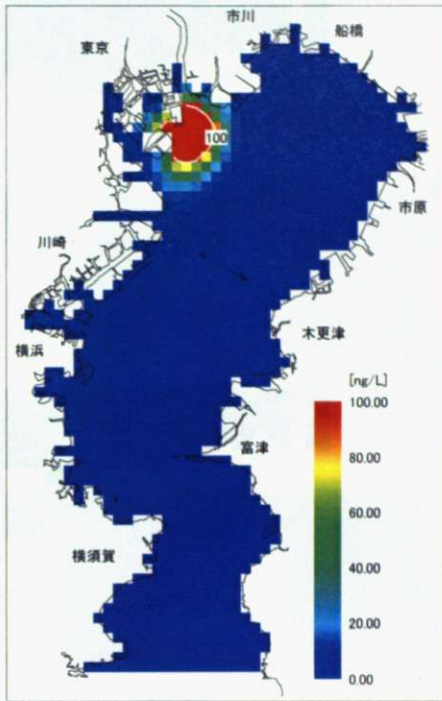 市川
船橋
東京
100
市原
川崎
木更津
横浜
[ng/L]
100.00
富津
80.00
60.00
横須賀
40.00
20.00
0.00